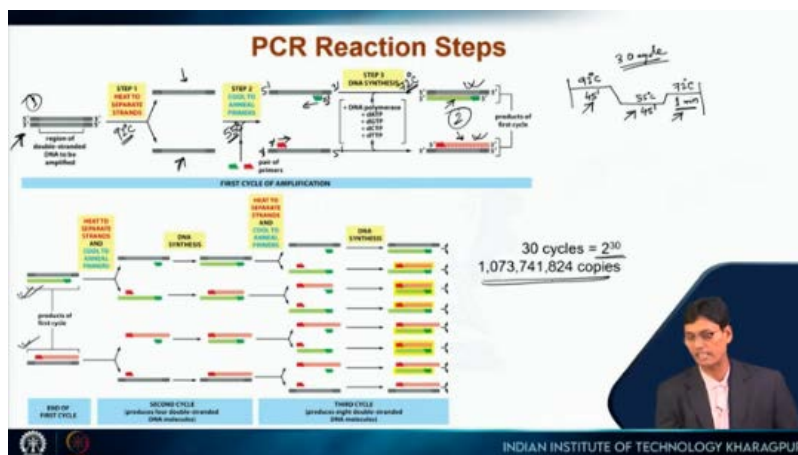 PCR Reaction Steps
30 cycle
STEP 1
HEAT TO
SEPARATE
STRANDS
STEP 2
COOL TO
ANNEAL
PRIMERS
STEP 3
DNA SYNTHESIS
+ DNA polymerase
+ dATP
+ dGTP
+ dCTP
+ dTTP
region of
double-stranded
DNA to be
amplified
pair of
primers
products of
first cycle
72°C
1 min
55°C
FIRST CYCLE OF AMPLIFICATION
HEAT TO
SEPARATE
STRANDS
AND
COOL TO
ANNEAL
PRIMERS
DNA
SYNTHESIS
HEAT TO
SEPARATE
STRANDS
AND
COOL TO
ANNEAL
PRIMERS
DNA
SYNTHESIS
30 cycles = 2³⁰
1,073,741,824 copies
products of
first cycle
END OF
FIRST CYCLE
SECOND CYCLE
(produces four double-stranded
DNA molecules)
THIRD CYCLE
(produces eight double-stranded
DNA molecules)
INDIAN INSTITUTE OF TECHNOLOGY KHARAGPUR